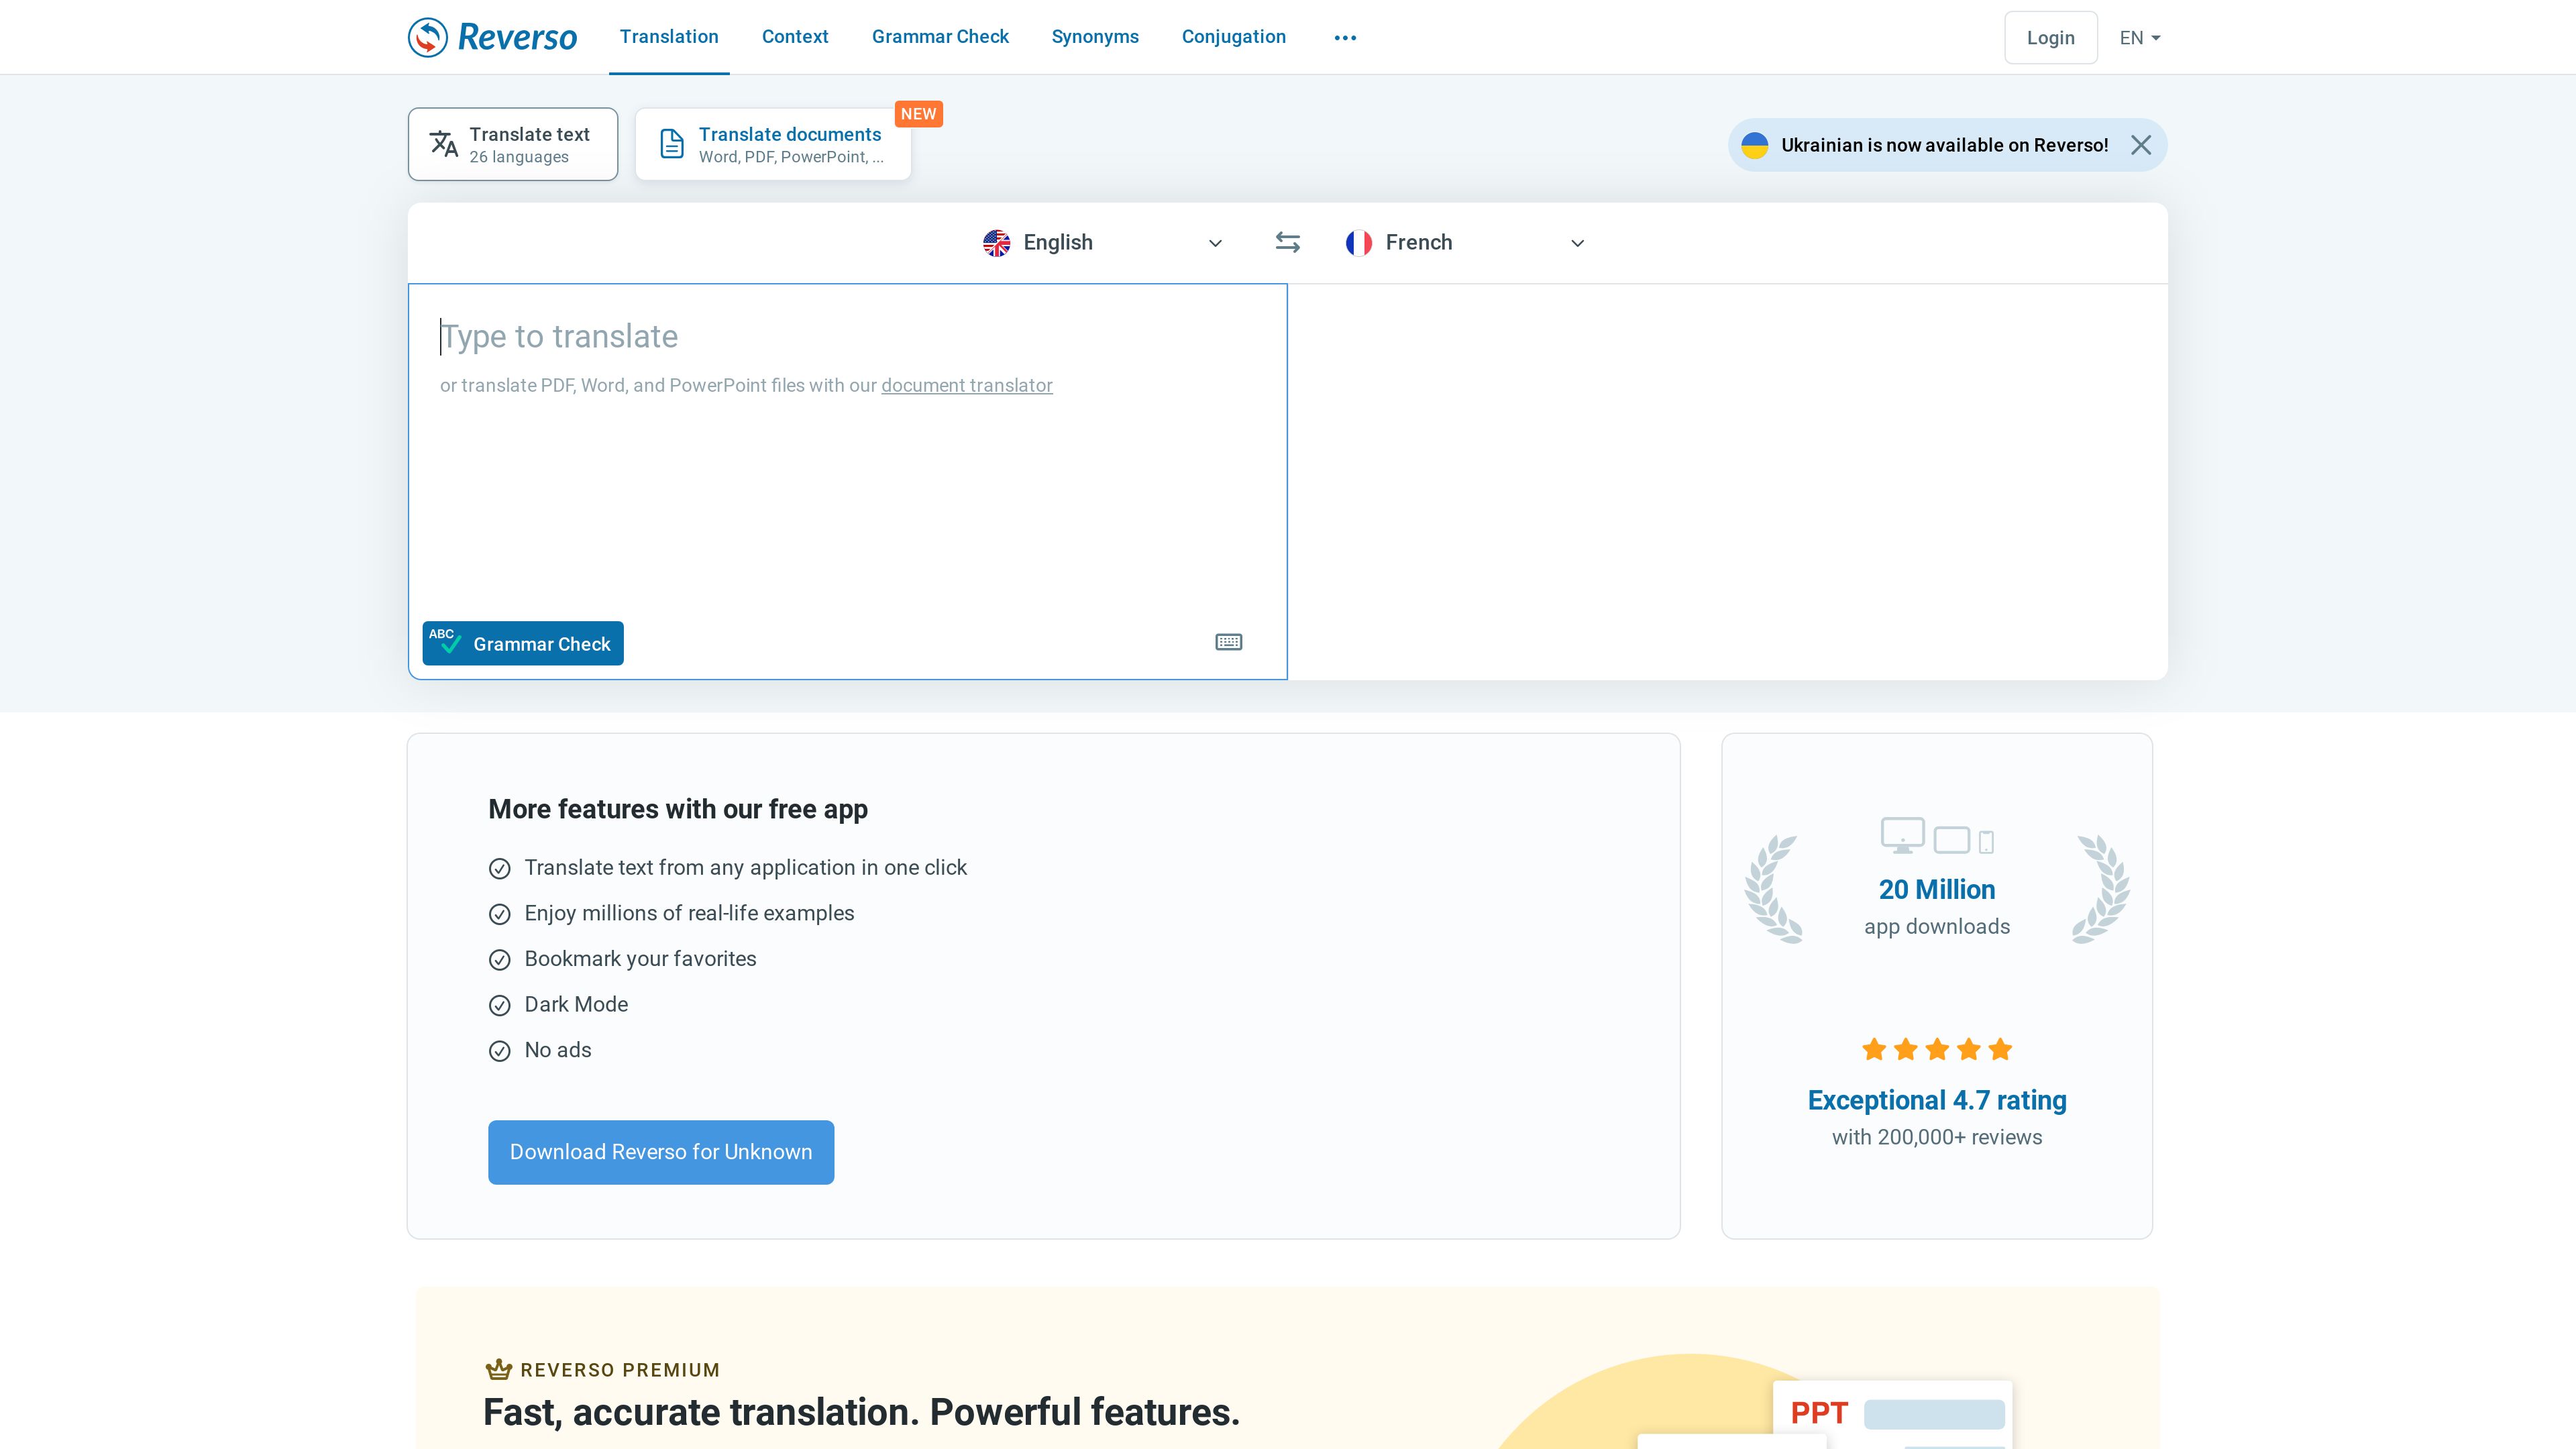 Reverso
Translation
Context
Grammar Check
Synonyms
Conjugation
Login
EN
Translate text
26 languages
Translate documents
Word, PDF, PowerPoint, ...
NEW
Ukrainian is now available on Reverso!
English
French
Type to translate
or translate PDF, Word, and PowerPoint files with our document translator
ABC
Grammar Check
More features with our free app
Translate text from any application in one click
Enjoy millions of real-life examples
Bookmark your favorites
Dark Mode
No ads
Download Reverso for Unknown
20 Million
app downloads
Exceptional 4.7 rating
with 200,000+ reviews
REVERSO PREMIUM
Fast, accurate translation. Powerful features.
PPT